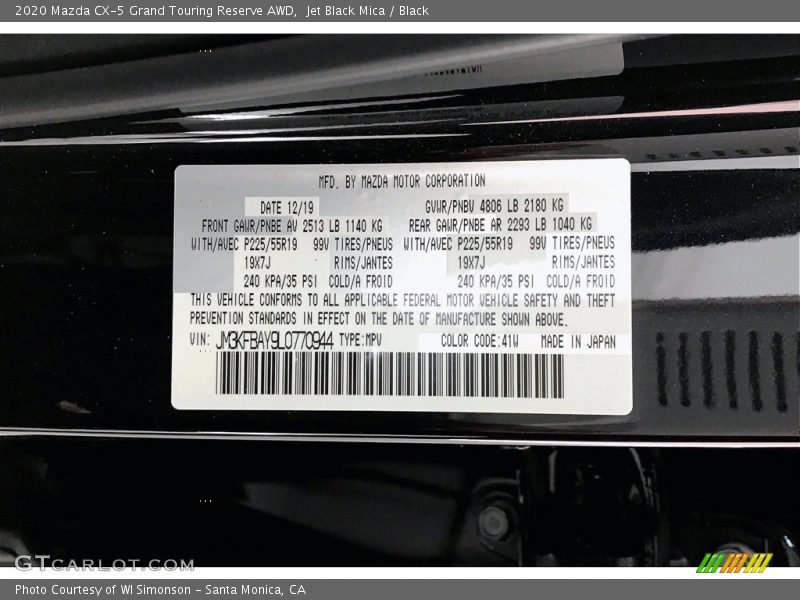 2020 Mazda CX-5 Grand Touring Reserve AWD, Jet Black Mica / Black
MFD. BY MAZDA MOTOR CORPORATION
DATE 12/19 GVWR/PNBV 4806 LB 2180 KG
FRONT GAWR/PNBE AV 2513 LB 1140 KG REAR GAWR/PNBE AR 2293 LB 1040 KG
WITH/AVEC P225/55R19 99V TIRES/PNEUS WITH/AVEC P225/55R19 99V TIRES/PNEUS
19X7J RIMS/JANTES 19X7J RIMS/JANTES
240 KPA/35 PSI COLD/A FROID 240 KPA/35 PSI COLD/A FROID
THIS VEHICLE CONFORMS TO ALL APPLICABLE FEDERAL MOTOR VEHICLE SAFETY AND THEFT
PREVENTION STANDARDS IN EFFECT ON THE DATE OF MANUFACTURE SHOWN ABOVE.
VIN: JM3KFBAY9L0770944 TYPE:MPV COLOR CODE:41W MADE IN JAPAN
GTcarlot.com
Photo Courtesy of WI Simonson - Santa Monica, CA